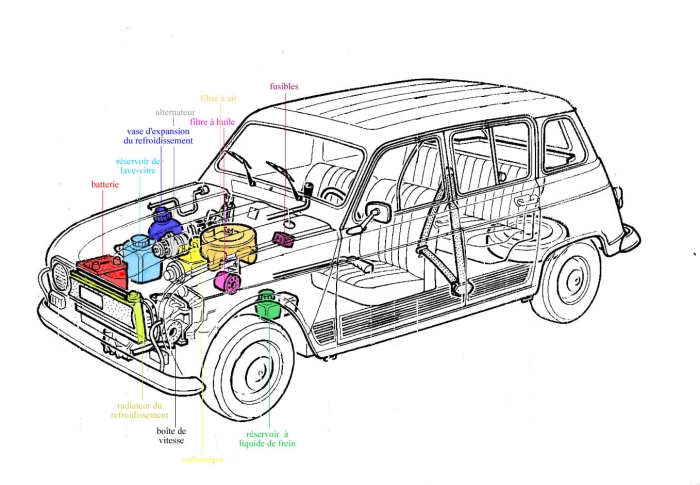 fusibles
filtre à air
alternateur
filtre à huile
vase d'expansion
du refroidissement
réservoir de
lave-vitre
batterie
radiateur du
refroidissement
boîte de
vitesse
réservoir à
liquide de frein
carburateur